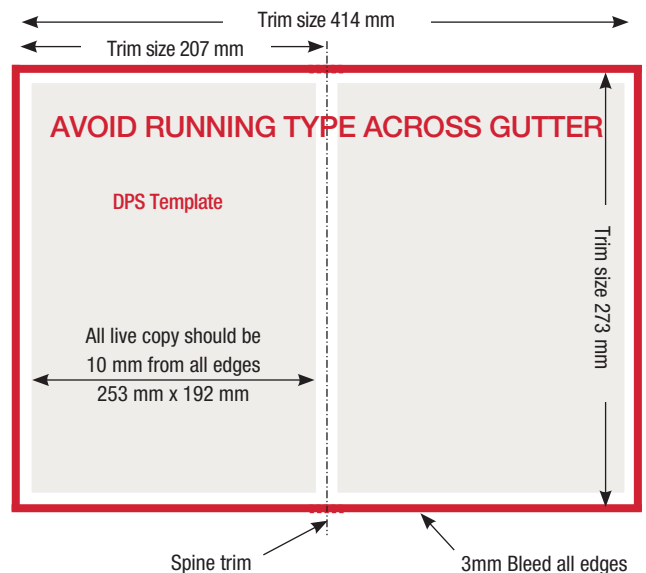 Trim size 414 mm
Trim size 207 mm
AVOID RUNNING TYPE ACROSS GUTTER
DPS Template
Trim size 273 mm
All live copy should be
10 mm from all edges
253 mm x 192 mm
Spine trim
3mm Bleed all edges